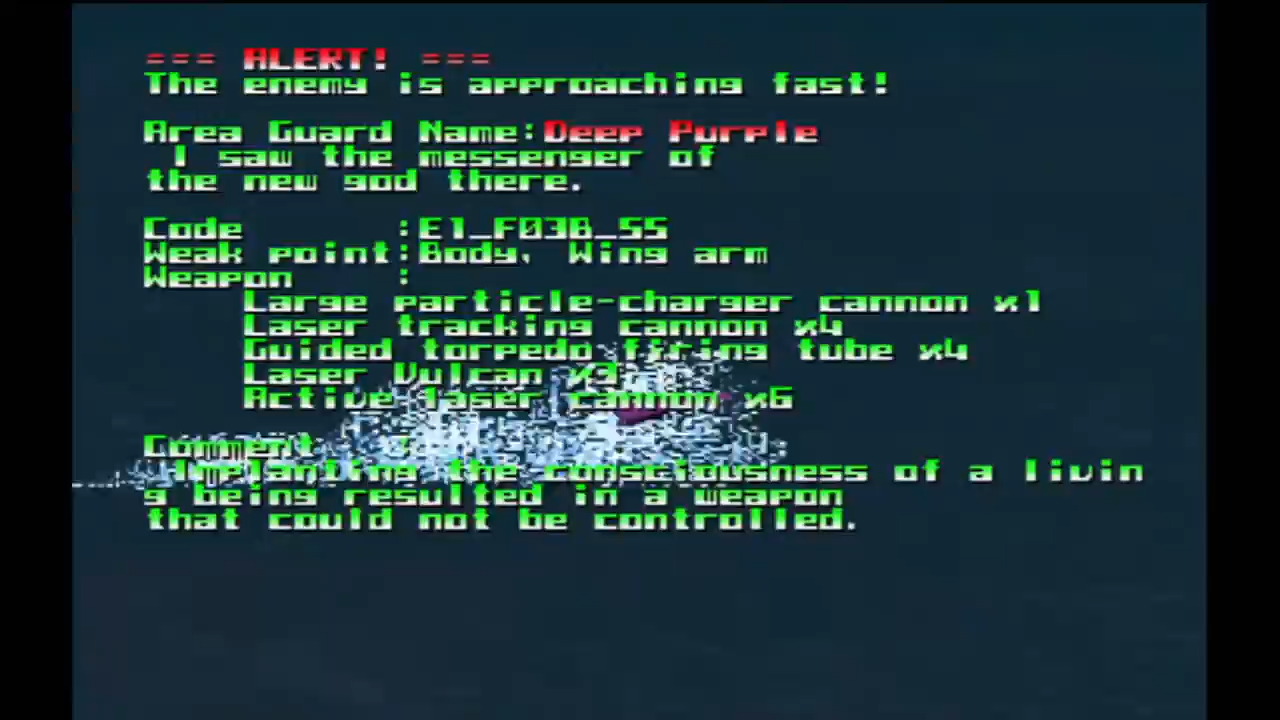 === ALERT! ===
The enemy is approaching fast!
Area Guard Name:Deep Purple
I saw the messenger of
the new god there.
Code :E1_F03B_SS
Weak point:Body, Wing arm
Weapon :
Large particle-charger cannon x1
Laser tracking cannon x4
Guided torpedo firing tube x4
Laser Vulcan x3
Active laser cannon x6
Comment :
Implanting the consciousness of a livin
g being resulted in a weapon
that could not be controlled.